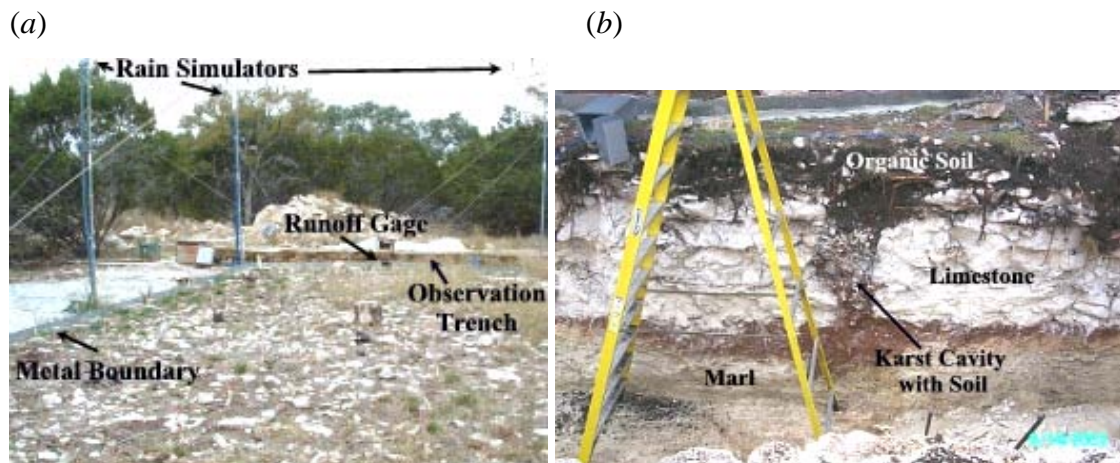 (a)
(b)
Rain Simulators
Runoff Gage
Observation
Trench
Metal Boundary
Organic Soil
Limestone
Karst Cavity
with Soil
Marl